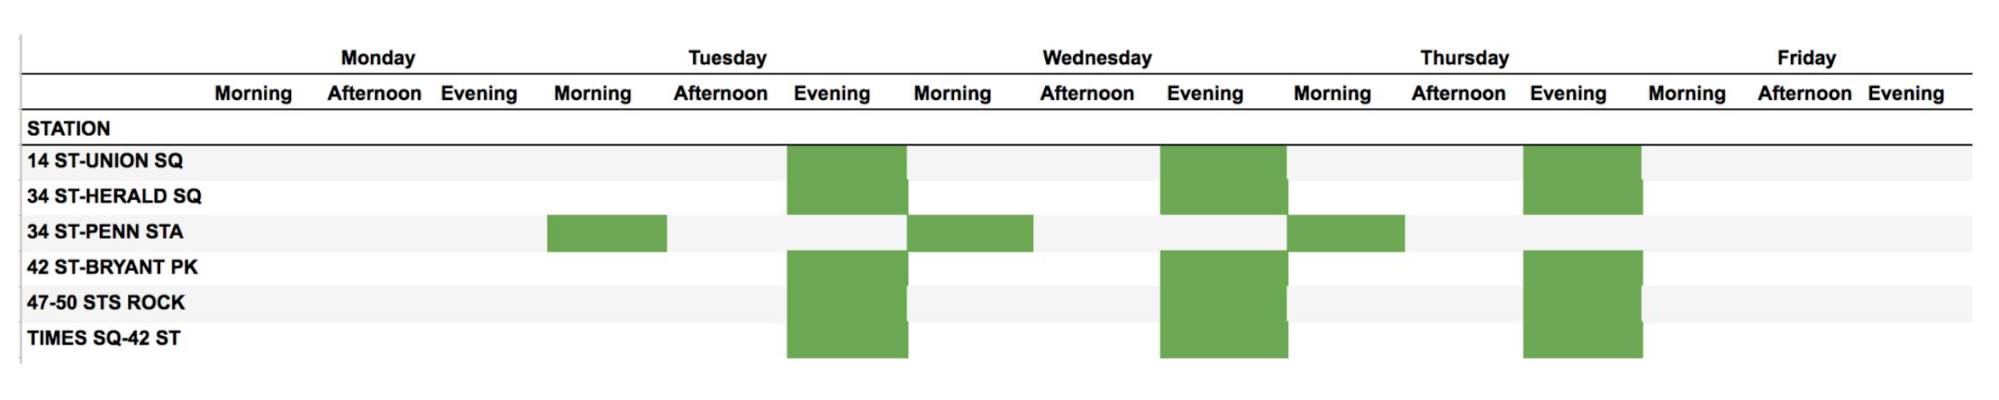 Monday Tuesday Wednesday Thursday Friday
Morning Afternoon Evening Morning Afternoon Evening Morning Afternoon Evening Morning Afternoon Evening Morning Afternoon Evening
STATION
14 ST-UNION SQ
34 ST-HERALD SQ
34 ST-PENN STA
42 ST-BRYANT PK
47-50 STS ROCK
TIMES SQ-42 ST